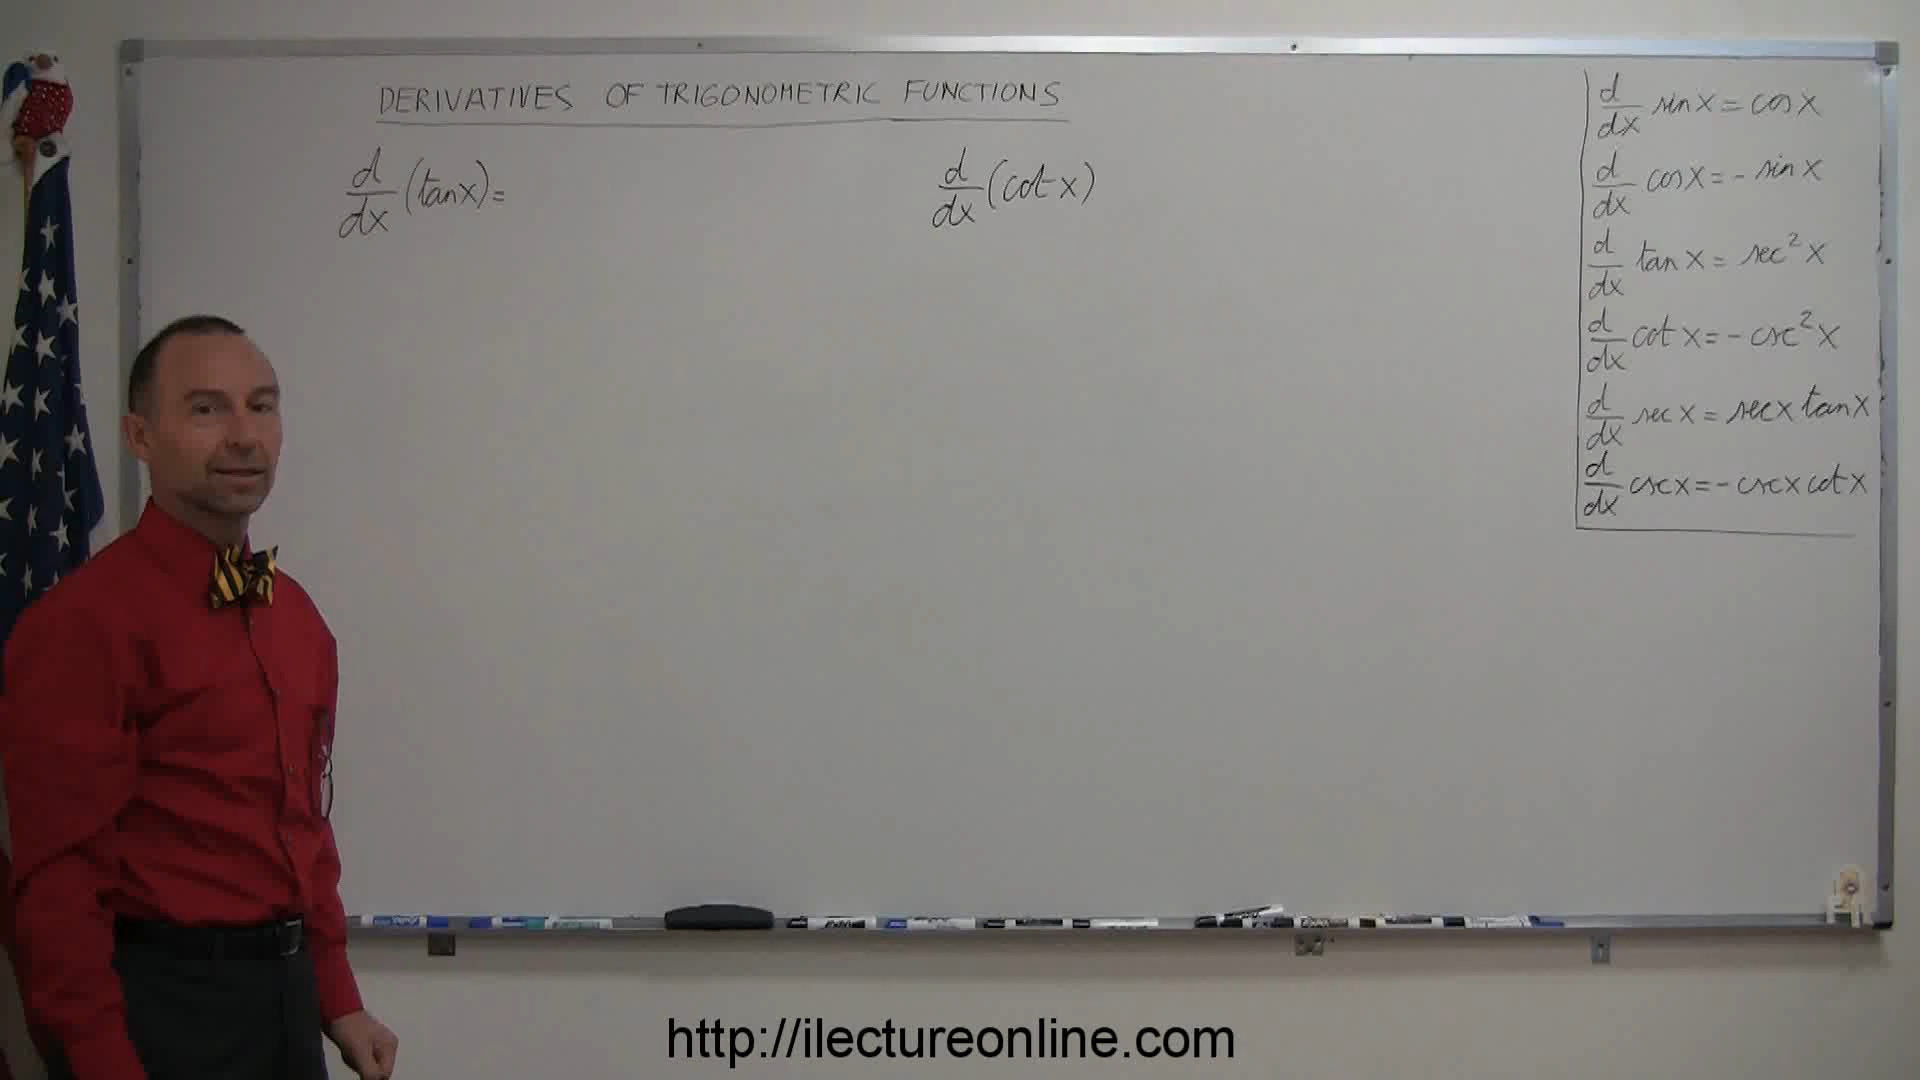 DERIVATIVES OF TRIGONOMETRIC FUNCTIONS
d/dx (tanx)=
d/dx (cot x)
d/dx sin x = cos x
d/dx cos x = - sin x
d/dx tan x = sec² x
d/dx cot x = - csc² x
d/dx sec x = sec x tan x
d/dx csc x = - csc x cot x
http://ilectureonline.com